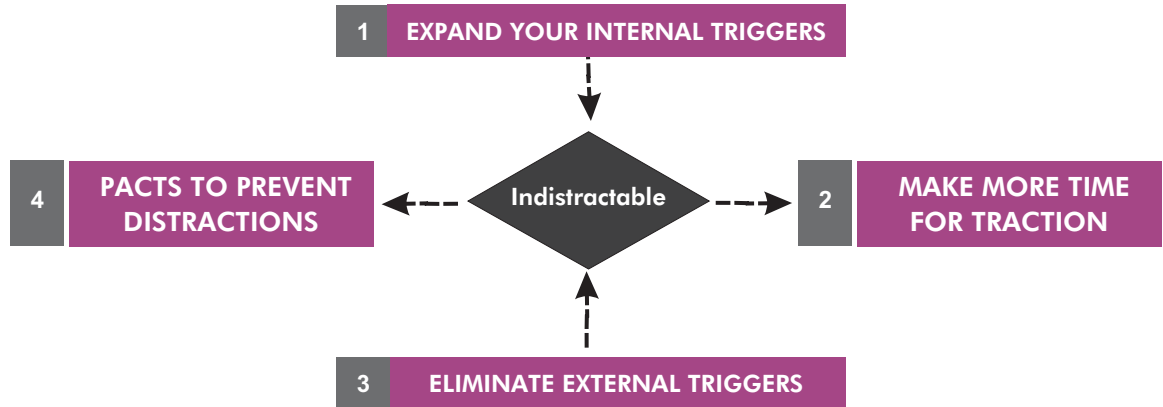 1 EXPAND YOUR INTERNAL TRIGGERS
4 PACTS TO PREVENT
DISTRACTIONS
Indistractable
2 MAKE MORE TIME
FOR TRACTION
3 ELIMINATE EXTERNAL TRIGGERS